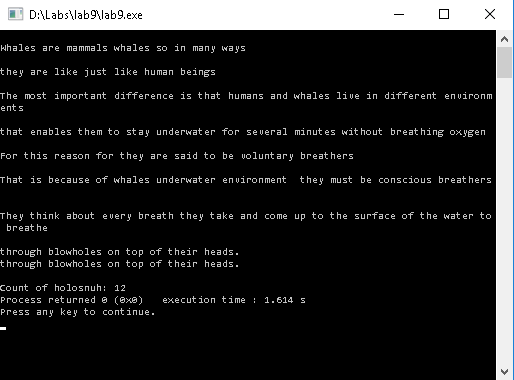 D:\Labs\lab9\lab9.exe
Whales are mammals whales so in many ways
they are like just like human beings
The most important difference is that humans and whales live in different environm
ents
that enables them to stay underwater for several minutes without breathing oxygen
For this reason for they are said to be voluntary breathers
That is because of whales underwater environment  they must be conscious breathers
They think about every breath they take and come up to the surface of the water to
 breathe
through blowholes on top of their heads.
through blowholes on top of their heads.
Count of holosnuh: 12
Process returned 0 (0x0)   execution time : 1.614 s
Press any key to continue.